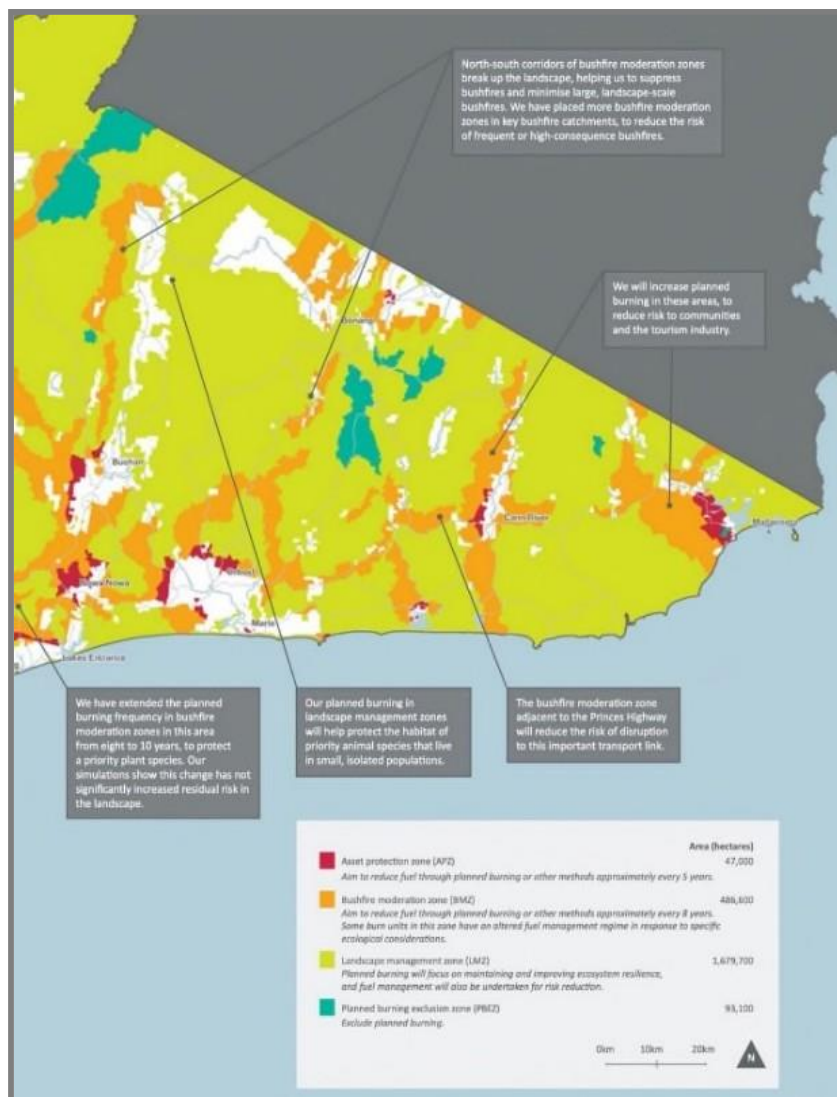 North-south corridors of bushfire moderation zones
break up the landscape, helping us to suppress
bushfires and minimise large, landscape-scale
bushfires. We have placed more bushfire moderation
zones in key bushfire catchments, to reduce the risk
of frequent or high-consequence bushfires.
We will increase planned
burning in these areas, to
reduce risk to communities
and the tourism industry.
Bonang
Buchan
Cann River
Mallacoota
Nowa Nowa
Orbost
Marlo
Lakes Entrance
We have extended the planned
burning frequency in bushfire
moderation zones in this area
from eight to 10 years, to protect
a priority plant species. Our
simulations show this change has not
significantly increased residual risk in
the landscape.
Our planned burning in
landscape management zones
will help protect the habitat of
priority animal species that live
in small, isolated populations.
The bushfire moderation zone
adjacent to the Princes Highway
will reduce the risk of disruption
to this important transport link.
Area (hectares)
Asset protection zone (APZ) 47,000
Aim to reduce fuel through planned burning or other methods approximately every 5 years.
Bushfire moderation zone (BMZ) 486,600
Aim to reduce fuel through planned burning or other methods approximately every 8 years.
Some burn units in this zone have an altered fuel management regime in response to specific
ecological considerations.
Landscape management zone (LMZ) 1,679,700
Planned burning will focus on maintaining and improving ecosystem resilience,
and fuel management will also be undertaken for risk reduction.
Planned burning exclusion zone (PBEZ) 93,100
Exclude planned burning.
0km 10km 20km
N